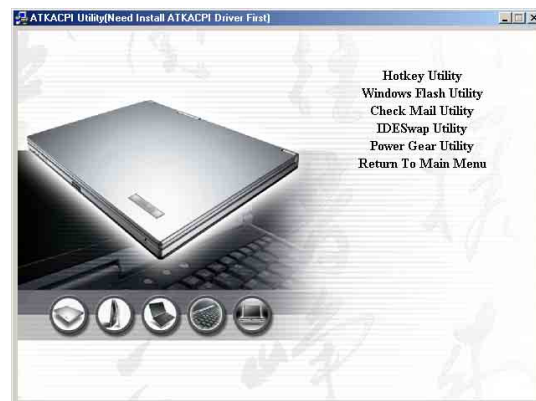 ATKACPI Utility(Need Install ATKACPI Driver First)
Hotkey Utility
Windows Flash Utility
Check Mail Utility
IDESwap Utility
Power Gear Utility
Return To Main Menu